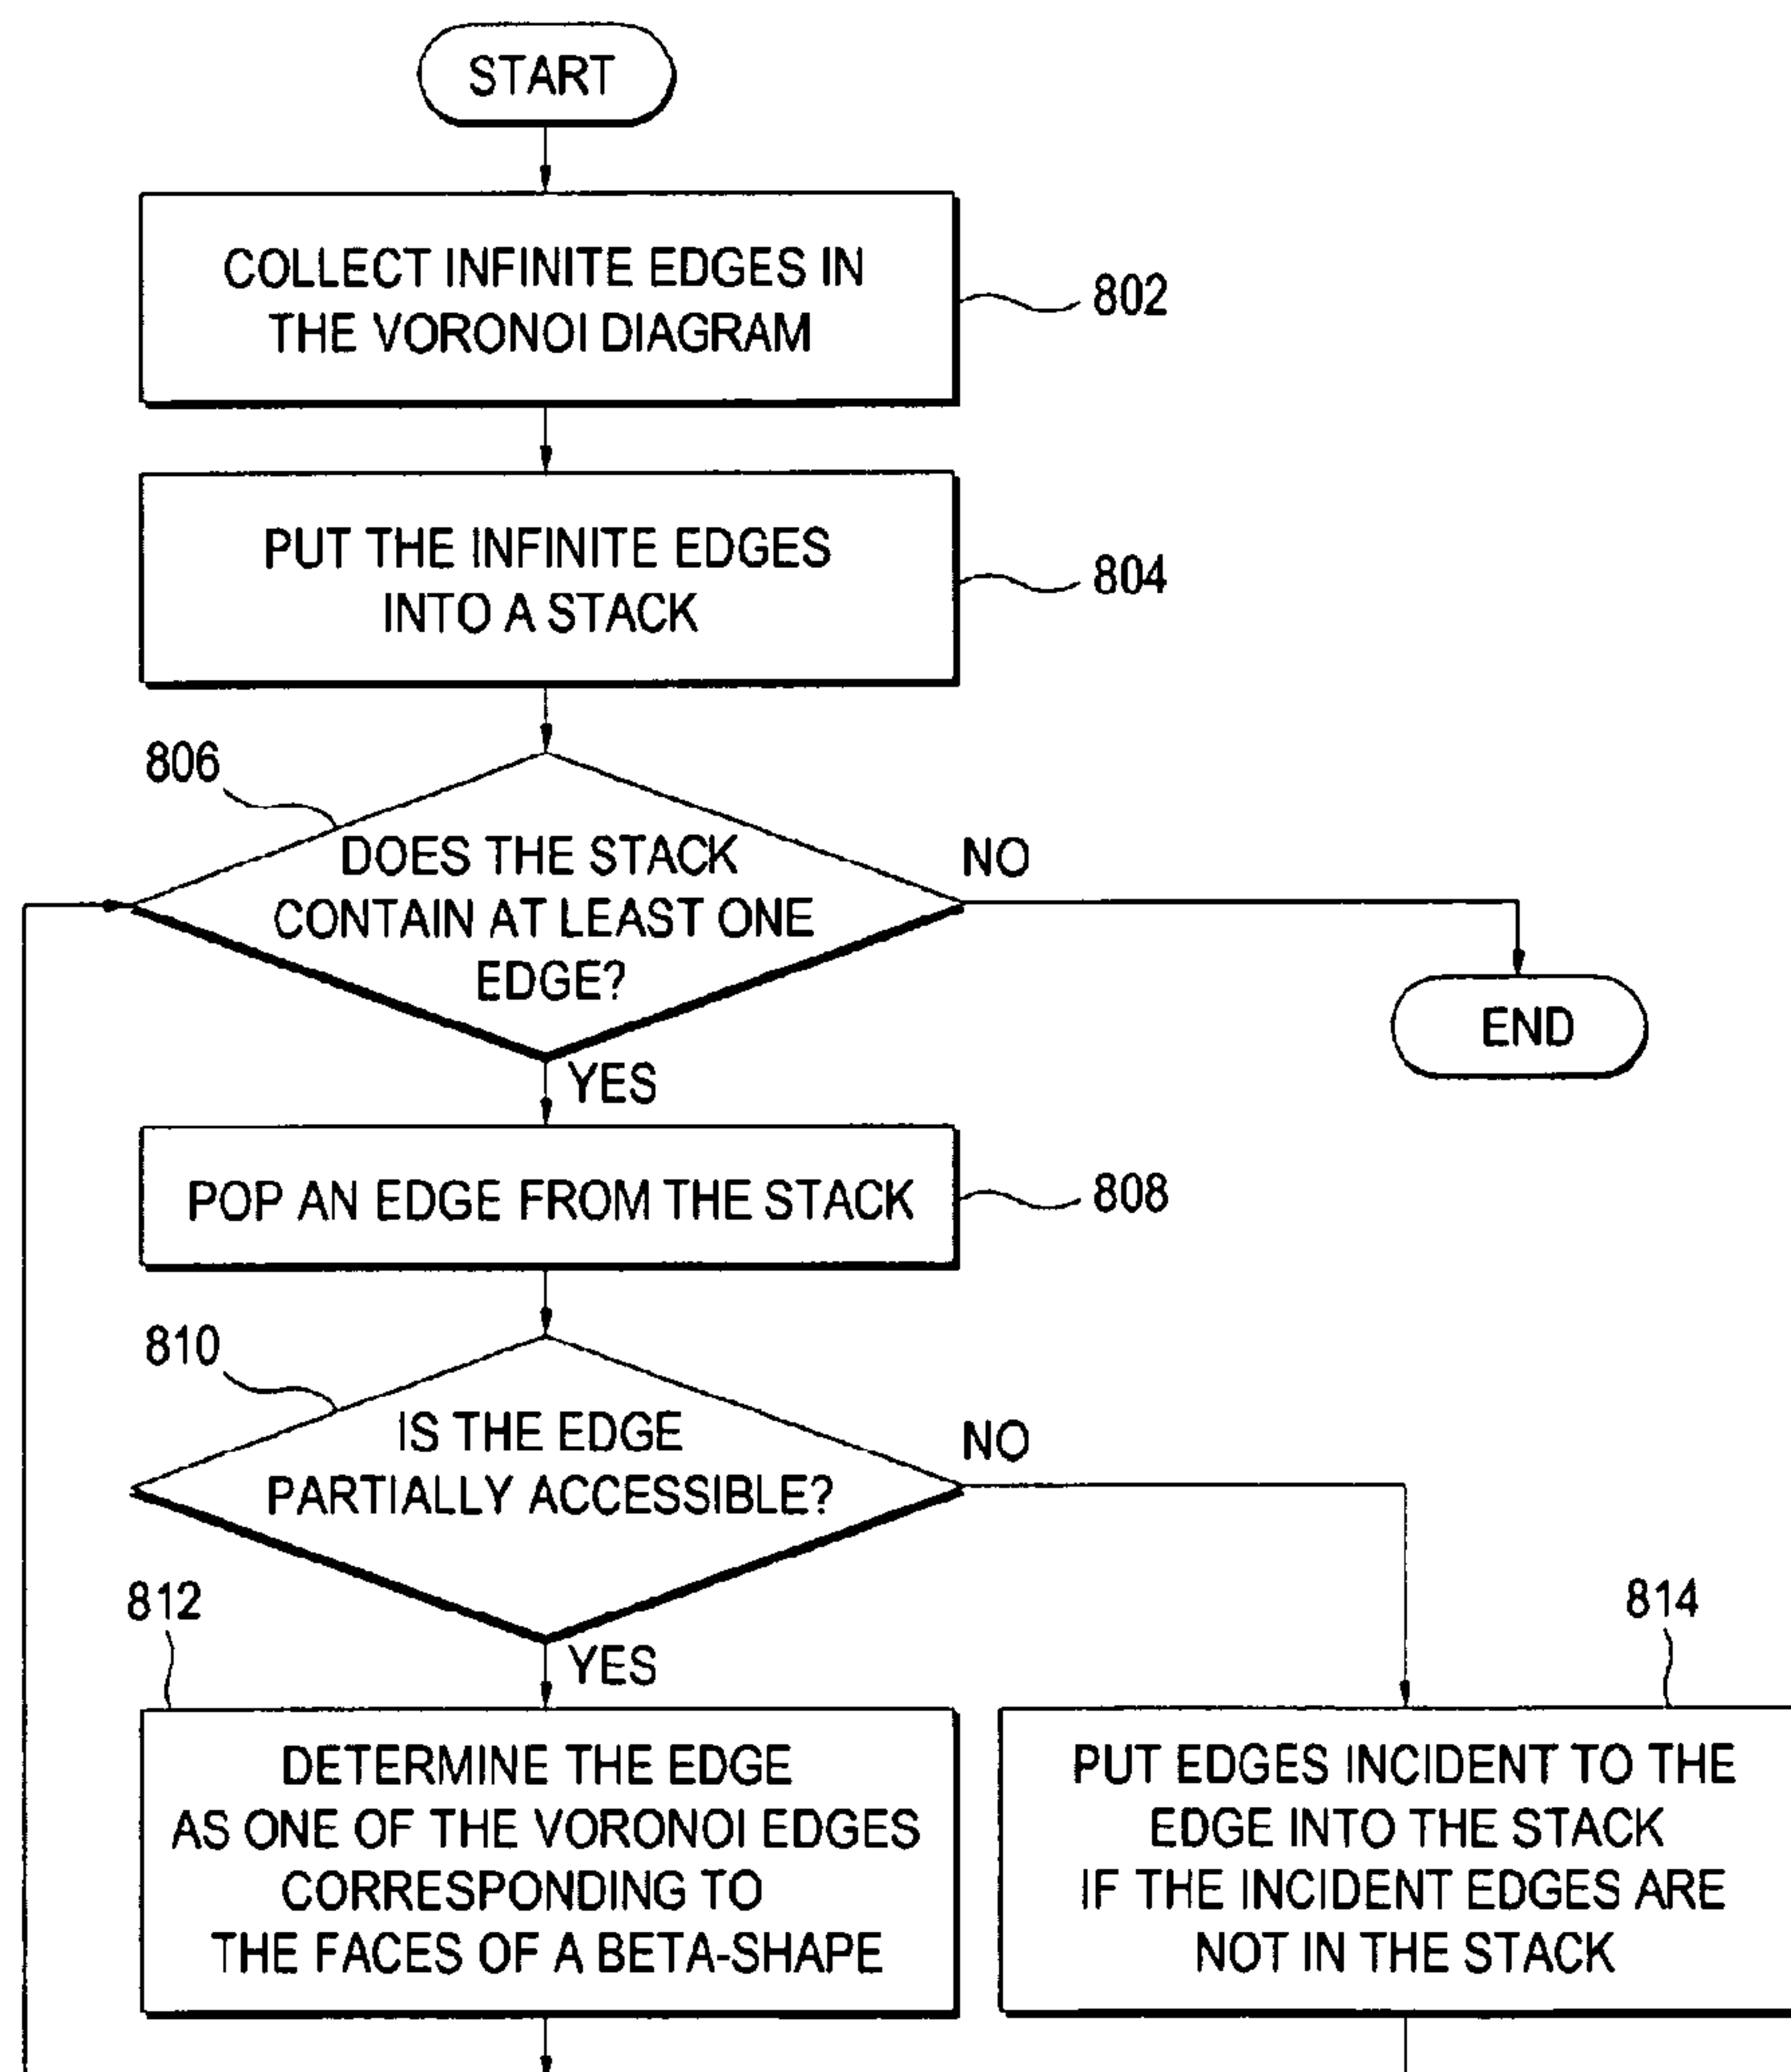 START
COLLECT INFINITE EDGES IN
THE VORONOI DIAGRAM
802
PUT THE INFINITE EDGES
INTO A STACK
804
806
DOES THE STACK
CONTAIN AT LEAST ONE
EDGE?
NO
END
YES
POP AN EDGE FROM THE STACK
808
810
IS THE EDGE
PARTIALLY ACCESSIBLE?
NO
YES
812
DETERMINE THE EDGE
AS ONE OF THE VORONOI EDGES
CORRESPONDING TO
THE FACES OF A BETA-SHAPE
814
PUT EDGES INCIDENT TO THE
EDGE INTO THE STACK
IF THE INCIDENT EDGES ARE
NOT IN THE STACK